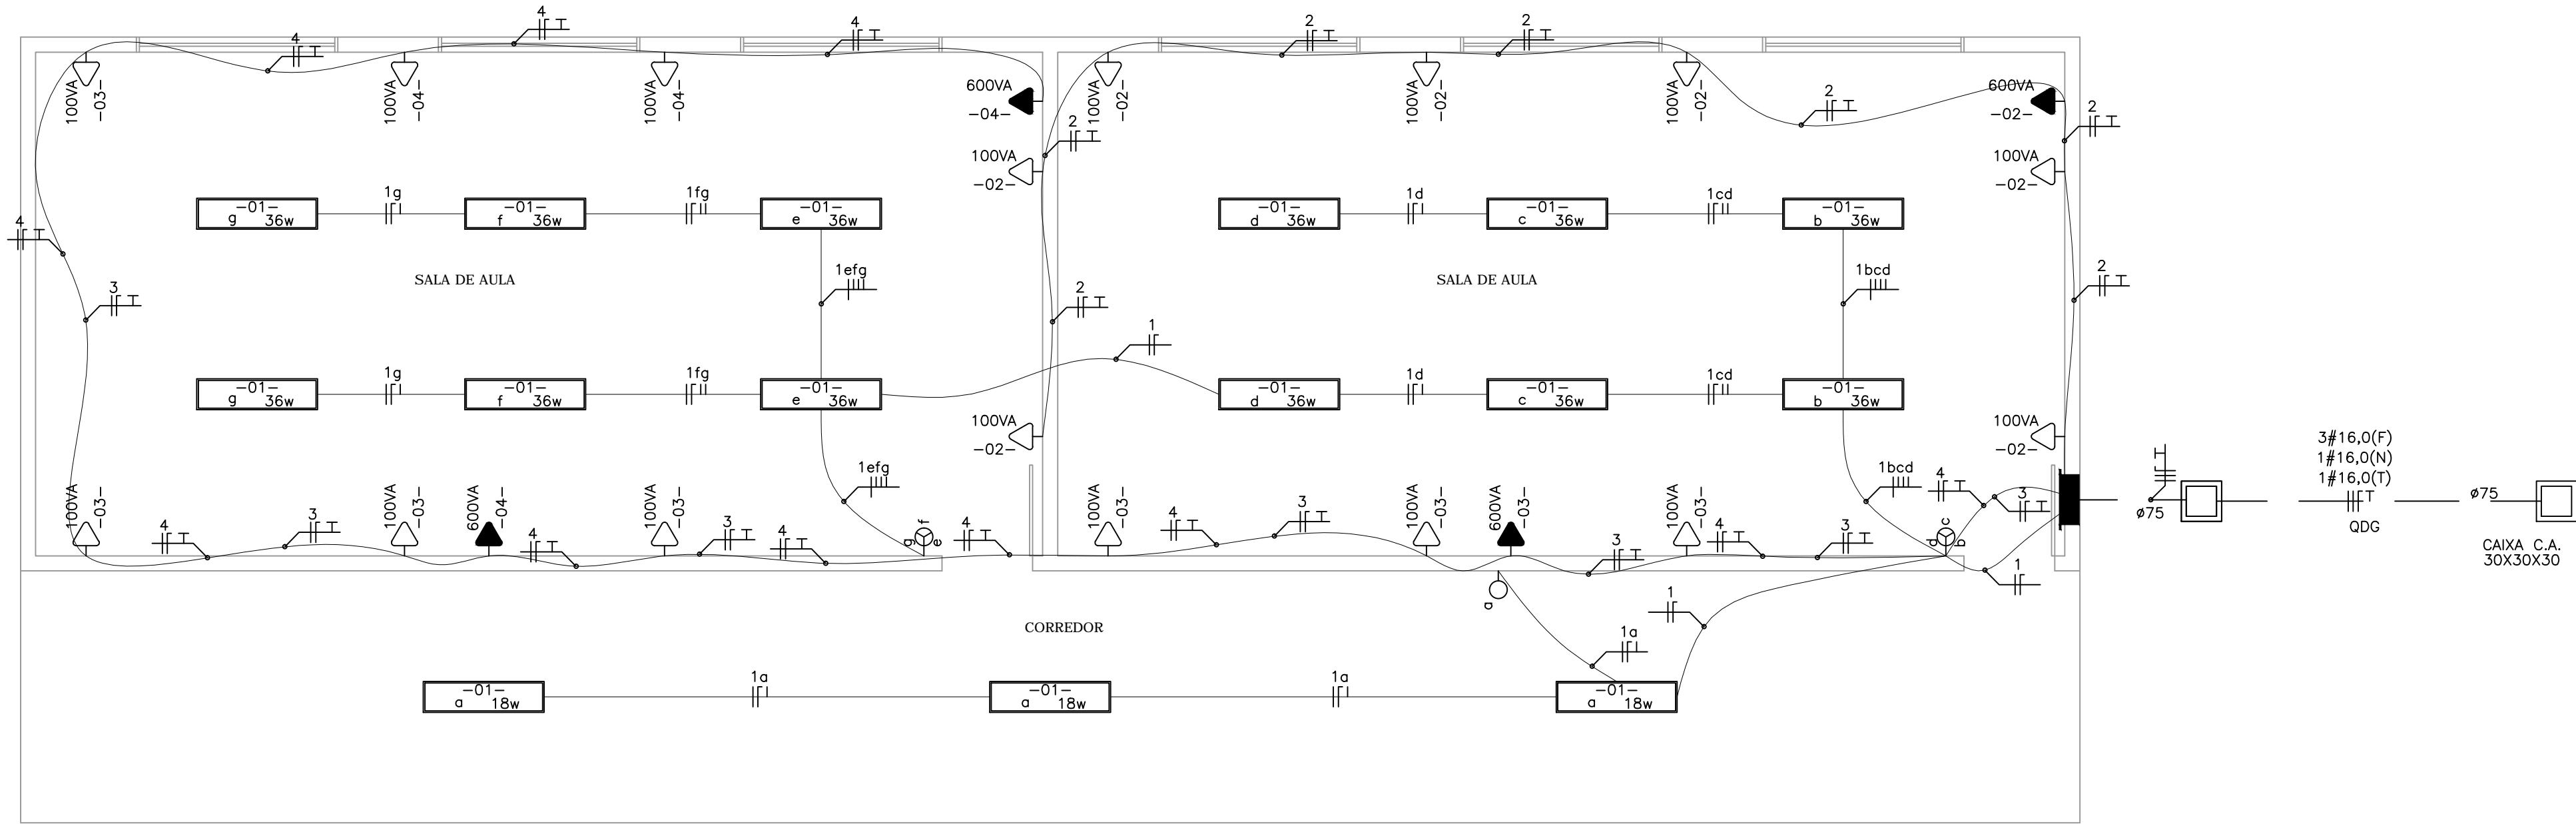 4
4
4
4
2
2
100VA
-03-
100VA
-04-
100VA
-04-
600VA
-04-
100VA
-02-
100VA
-02-
100VA
-02-
2
600VA
-02-
2
2
100VA
-02-
100VA
-02-
-01-
g 36w
1g
-01-
f 36w
1fg
-01-
e 36w
-01-
d 36w
1d
-01-
c 36w
1cd
-01-
b 36w
4
SALA DE AULA
SALA DE AULA
1efg
1bcd
3
2
2
1
-01-
g 36w
1g
-01-
f 36w
1fg
-01-
e 36w
-01-
d 36w
1d
-01-
c 36w
1cd
-01-
b 36w
100VA
-02-
100VA
-02-
3#16,0(F)
1#16,0(N)
1#16,0(T)
T
QDG
T
ø75
ø75
CAIXA C.A.
30X30X30
1efg
1bcd
4
3
100VA
-03-
4
3
100VA
-03-
600VA
-04-
4
100VA
-03-
3
4
g f
e
4
100VA
-03-
4
3
100VA
-03-
600VA
-03-
3
100VA
-03-
4
3
d c
b
1
a
1
1a
CORREDOR
-01-
a 18w
1a
-01-
a 18w
1a
-01-
a 18w